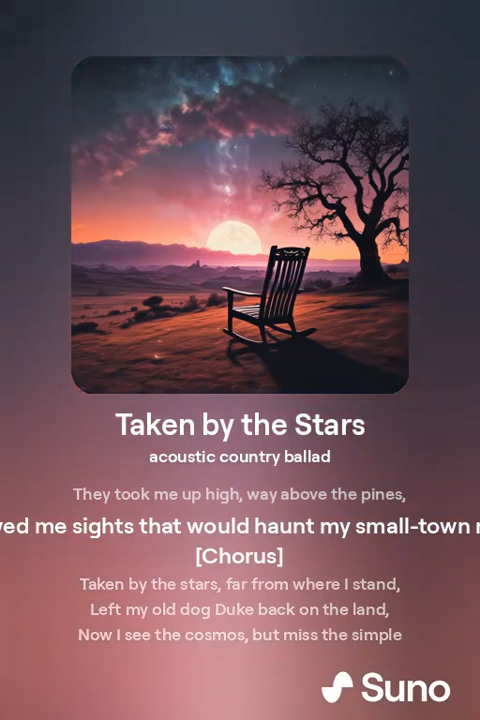 Taken by the Stars
acoustic country ballad
They took me up high, way above the pines,
me sights that would haunt my small-town
[Chorus]
Taken by the stars, far from where I stand,
Left my old dog Duke back on the land,
Now I see the cosmos, but miss the simple
Suno